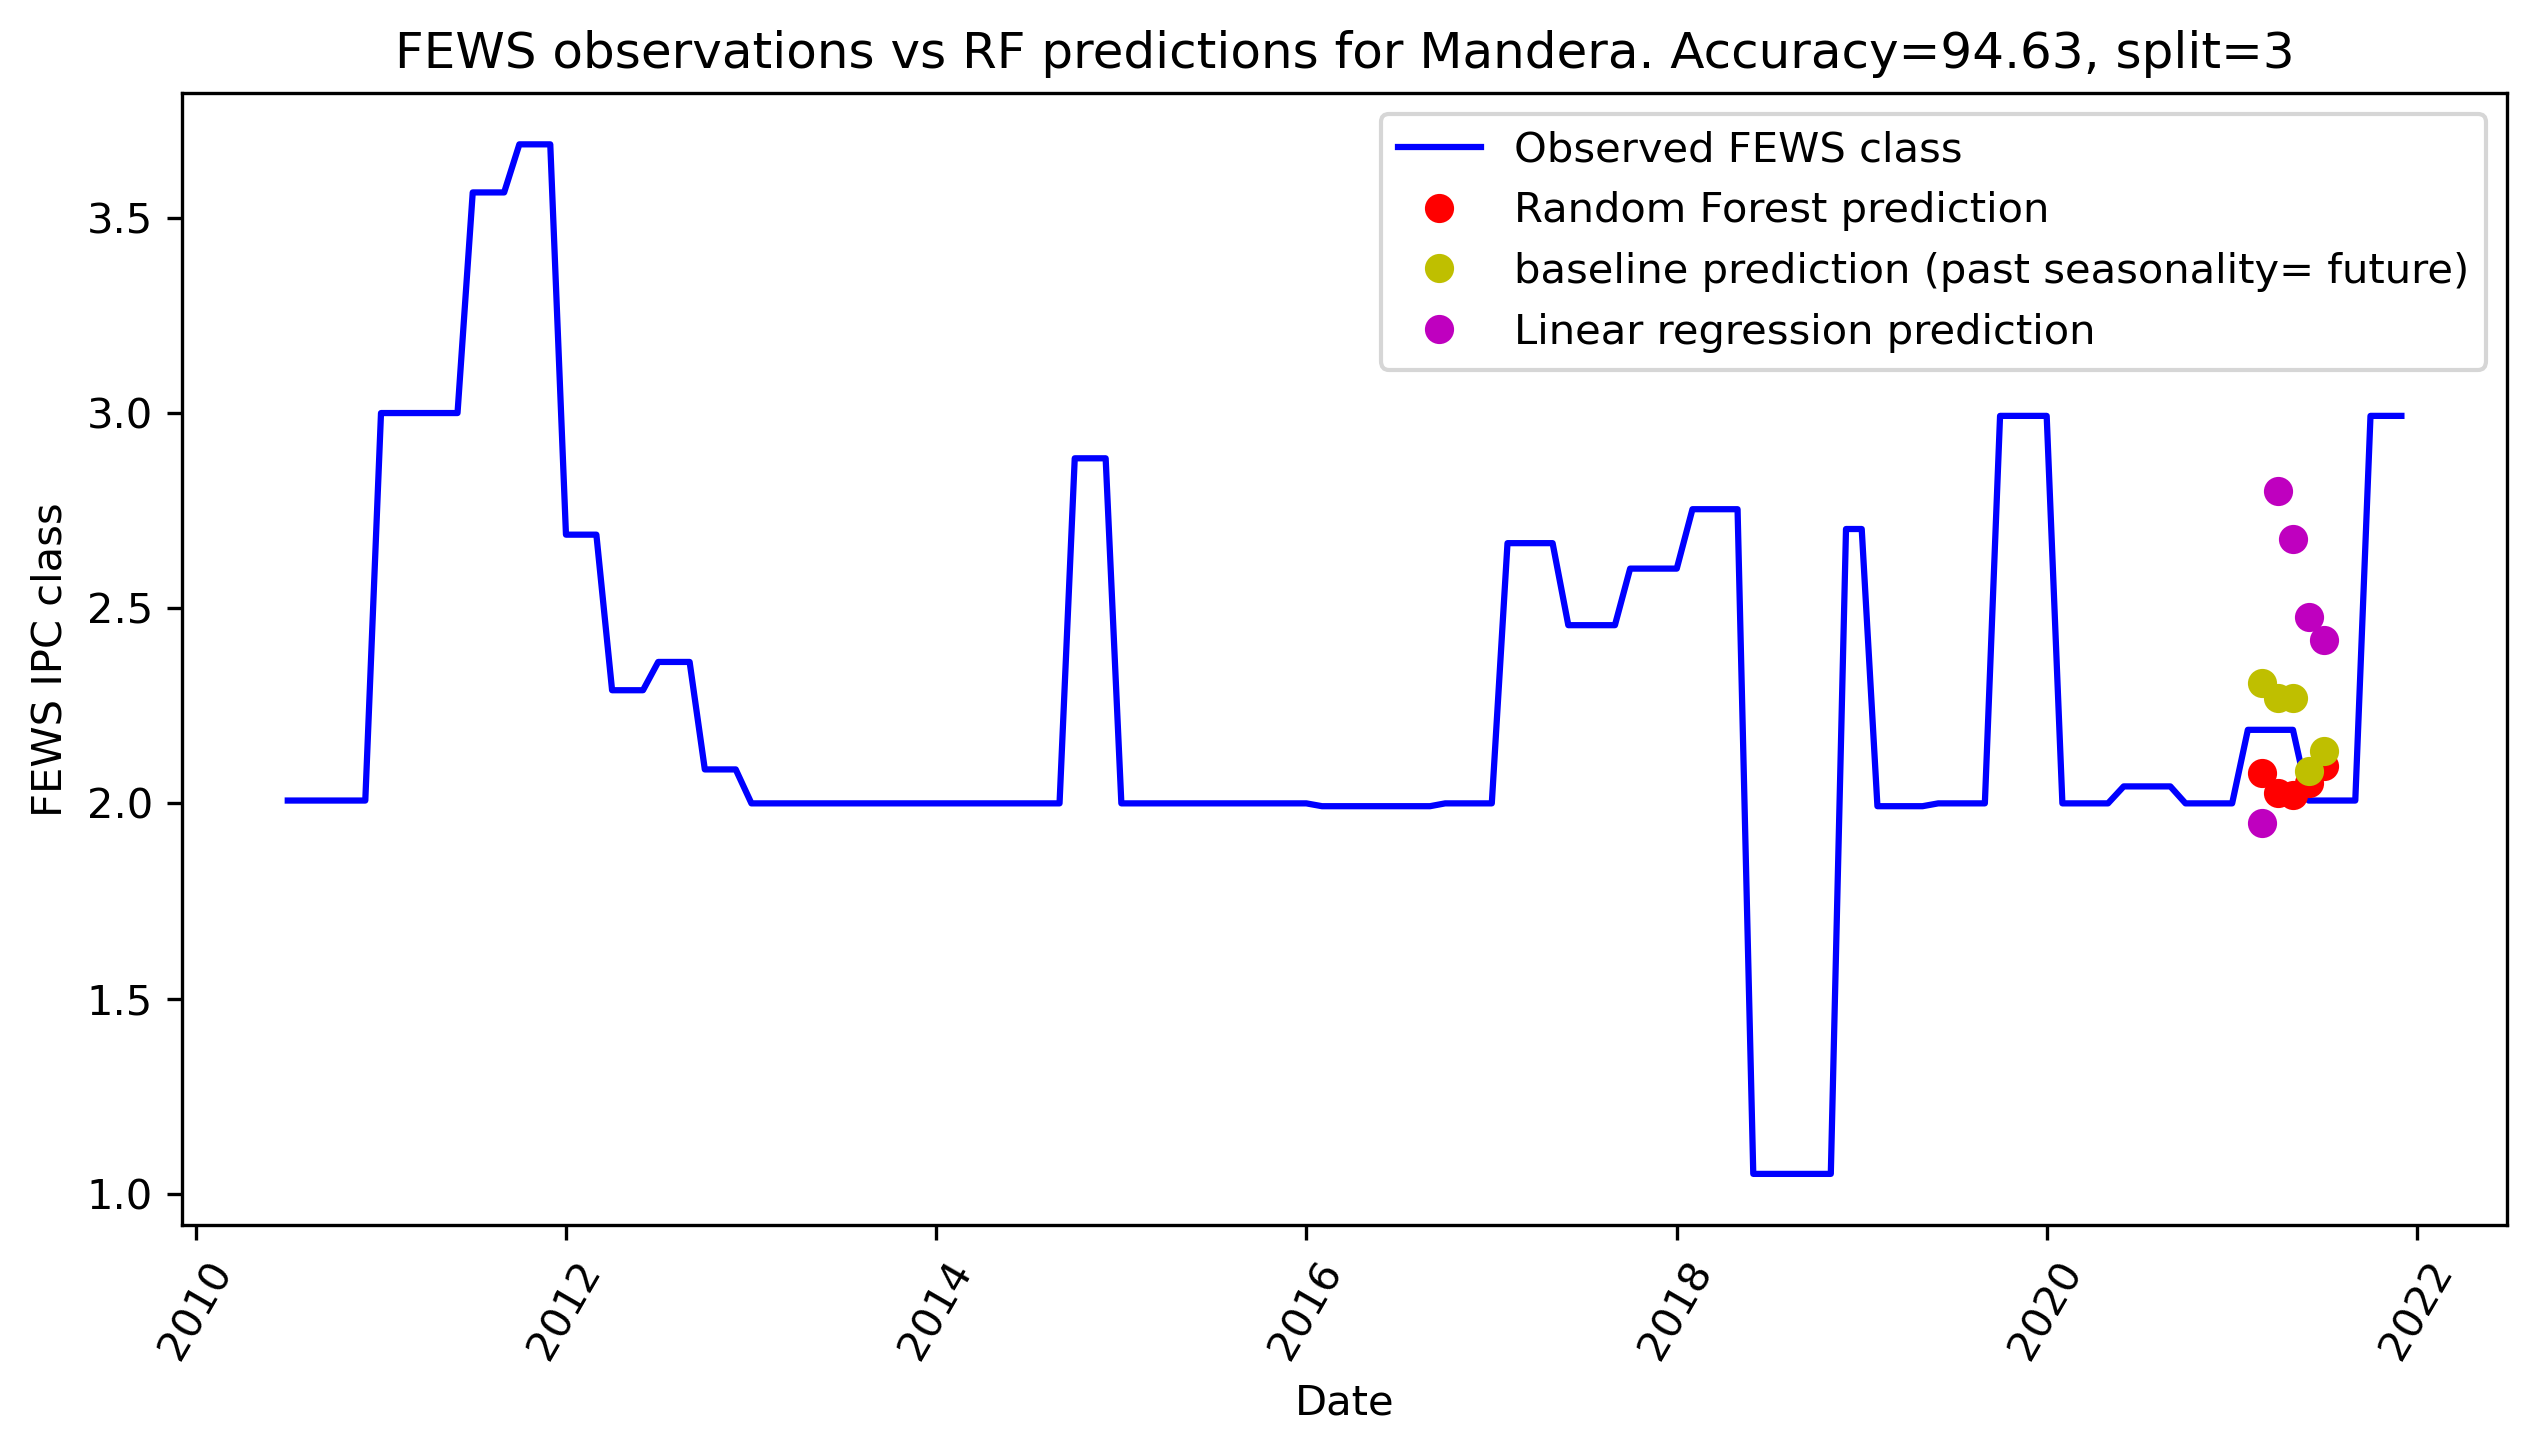 FEWS observations vs RF predictions for Mandera. Accuracy=94.63, split=3
Observed FEWS class
Random Forest prediction
baseline prediction (past seasonality= future)
Linear regression prediction
FEWS IPC class
3.5
3.0
2.5
2.0
1.5
1.0
2010
2012
2014
2016
2018
2020
2022
Date